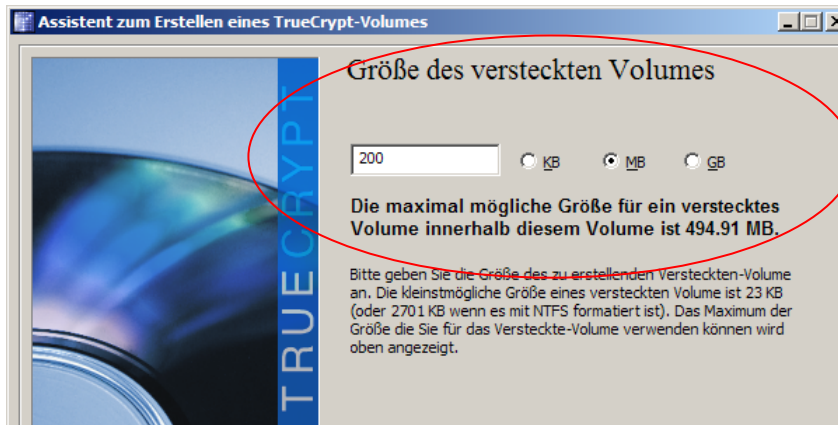 Assistent zum Erstellen eines TrueCrypt-Volumes
TRUECRYPT
Größe des versteckten Volumes
200
KB
MB
GB
Die maximal mögliche Größe für ein verstecktes
Volume innerhalb diesem Volume ist 494.91 MB.
Bitte geben Sie die Größe des zu erstellenden Versteckten-Volume
an. Die kleinstmögliche Größe eines versteckten Volume ist 23 KB
(oder 2701 KB wenn es mit NTFS formatiert ist). Das Maximum der
Größe die Sie für das Versteckte-Volume verwenden können wird
oben angezeigt.